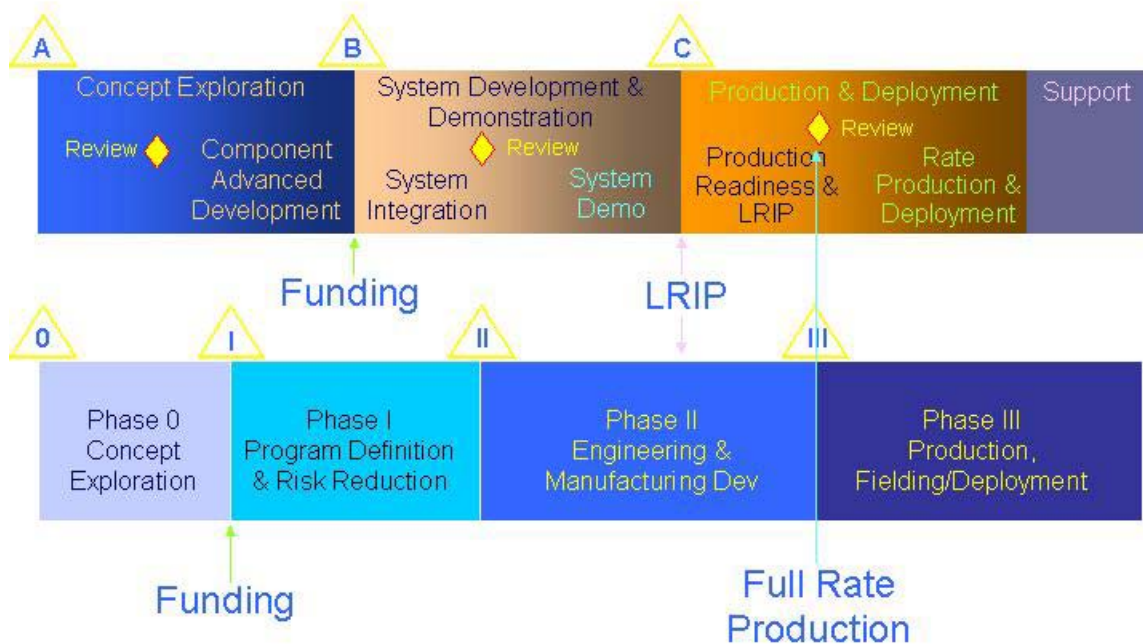 A
B
C
Concept Exploration
Review
Component
Advanced
Development
System Development &
Demonstration
Review
System
Integration
System
Demo
Production & Deployment
Review
Production
Readiness &
LRIP
Rate
Production &
Deployment
Support
Funding
LRIP
0
I
II
III
Phase 0
Concept
Exploration
Phase I
Program Definition
& Risk Reduction
Phase II
Engineering &
Manufacturing Dev
Phase III
Production,
Fielding/Deployment
Funding
Full Rate
Production